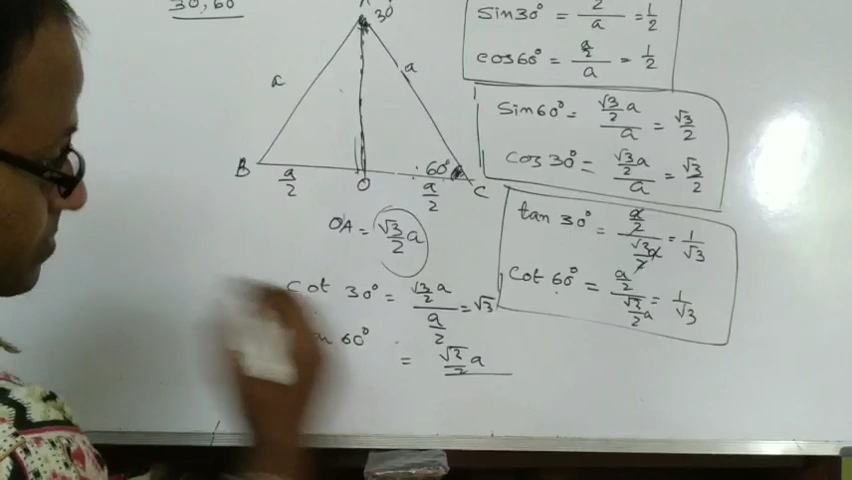 30, 60
A
30°
a
a
B
a/2
O
60°
a/2
C
OA = √3/2 a
Cot 30° = (√3/2 a)/(a/2) = √3
60° = √3/2 a
Sin 30° = 2/a = 1/2
cos 60° = (a/2)/a = 1/2
Sin 60° = (√3/2 a)/a = √3/2
Cos 30° = (√3/2 a)/a = √3/2
tan 30° = (a/2)/(√3/2 a) = 1/√3
Cot 60° = (a/2)/(√3/2 a) = 1/√3